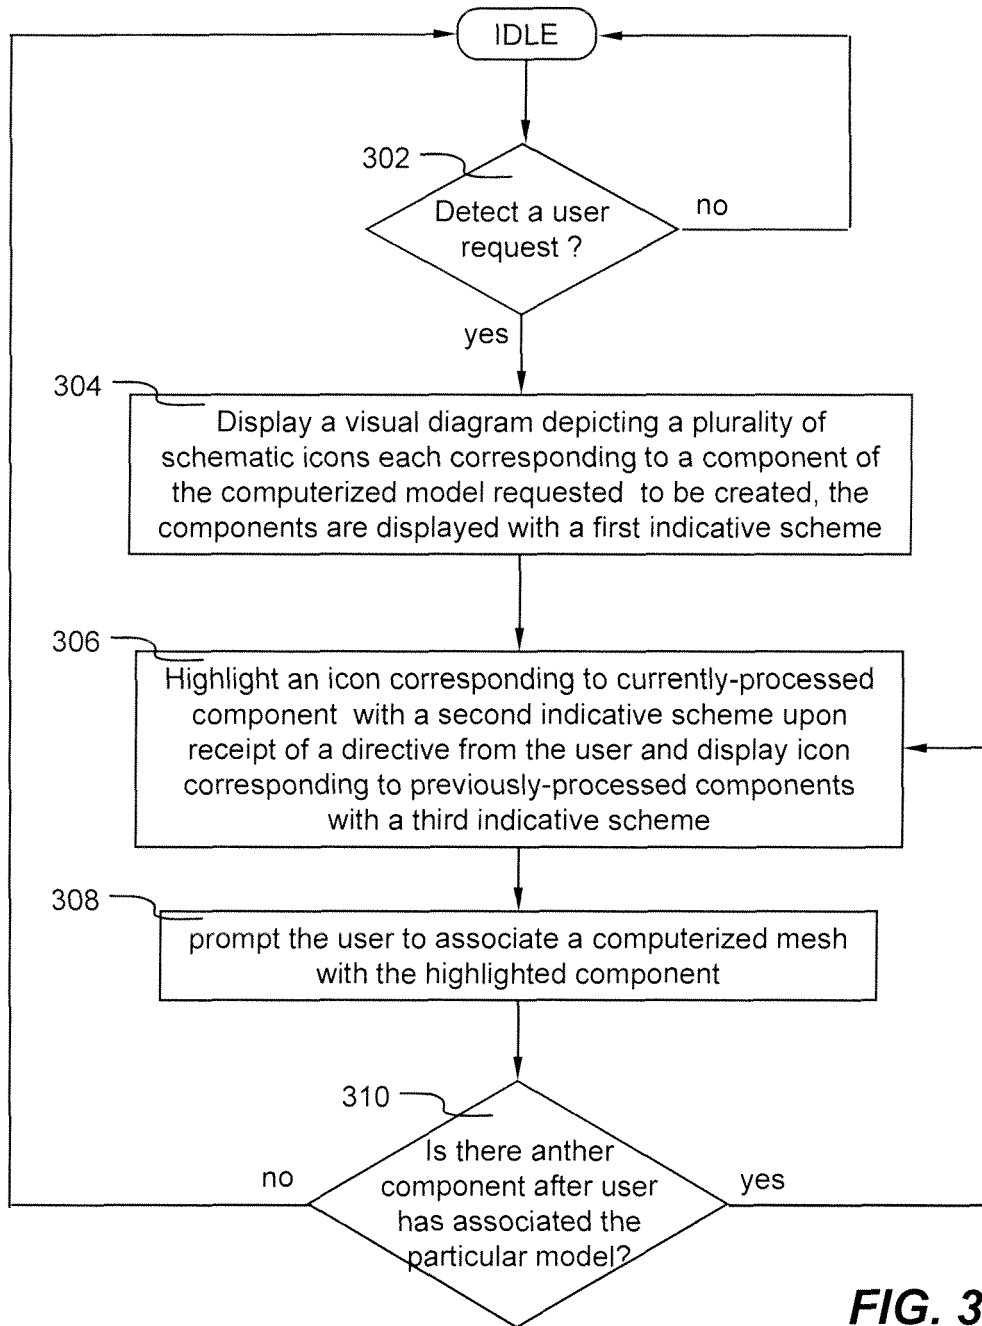 IDLE
302
Detect a user
request ?
no
yes
304
Display a visual diagram depicting a plurality of
schematic icons each corresponding to a component of
the computerized model requested to be created, the
components are displayed with a first indicative scheme
306
Highlight an icon corresponding to currently-processed
component with a second indicative scheme upon
receipt of a directive from the user and display icon
corresponding to previously-processed components
with a third indicative scheme
308
prompt the user to associate a computerized mesh
with the highlighted component
310
Is there anther
component after user
has associated the
particular model?
no
yes
FIG. 3